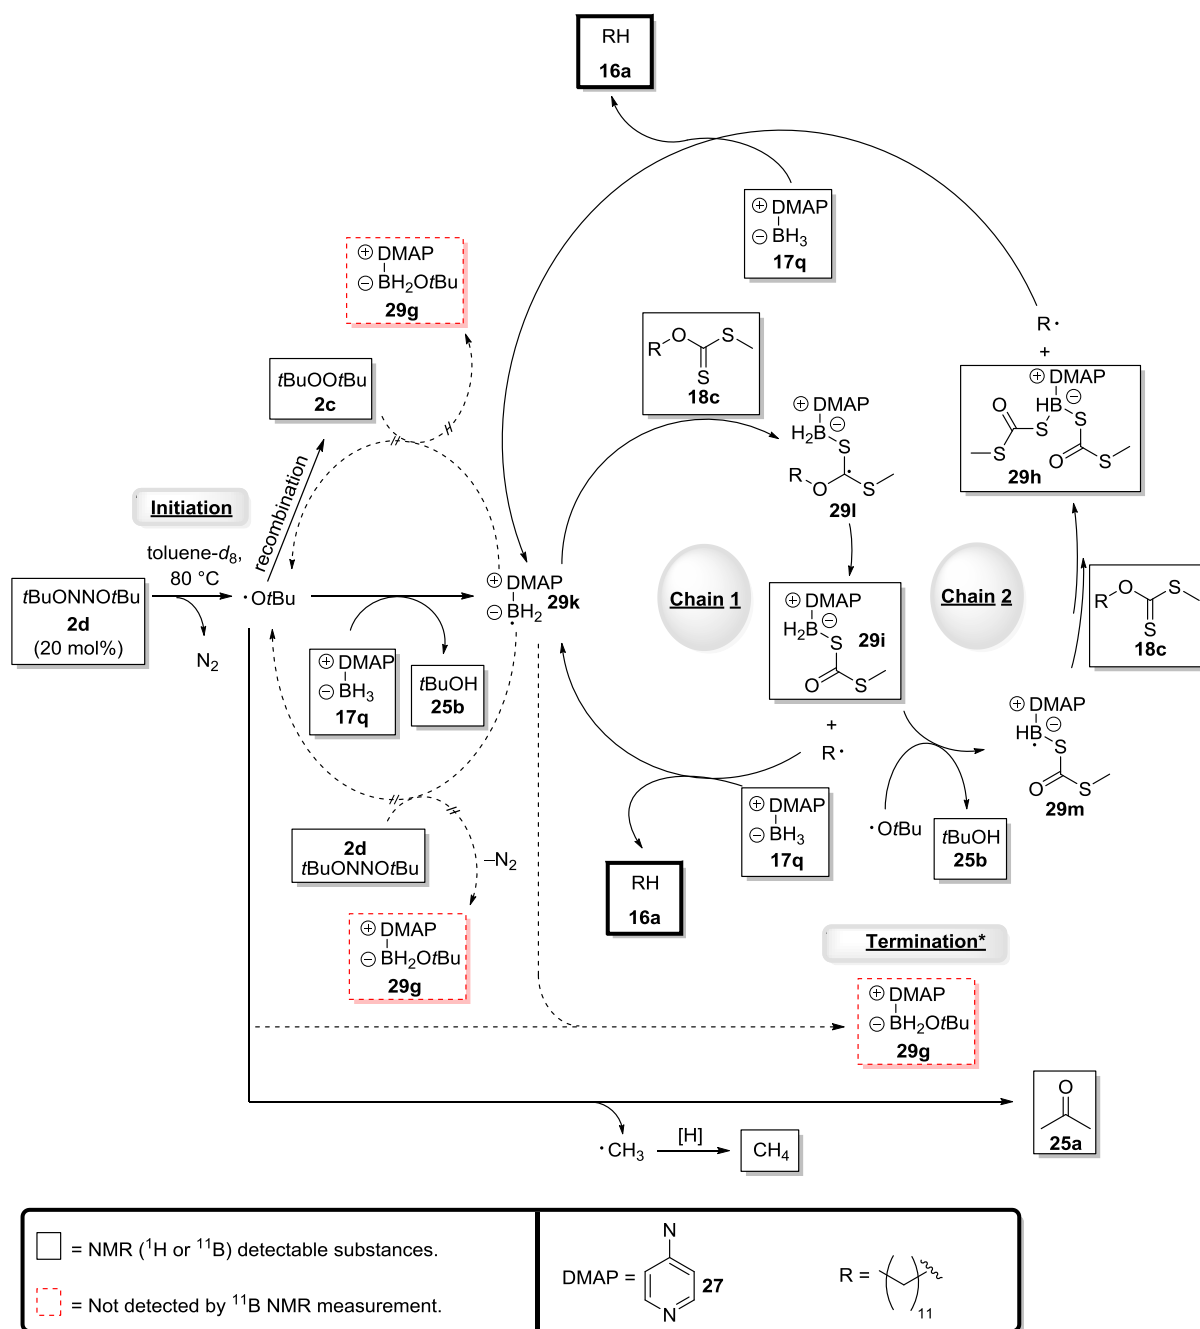 RH
16a
⊕ DMAP
⊖ BH3
17q
⊕ DMAP
⊖ BH2OtBu
29g
R O S
S
18c
R·
+
⊕ DMAP
HB ⊖
O S S
S O S
29h
tBuOOtBu
2c
⊕ DMAP
H2B ⊖
S
R O S
29l
Initiation
recombination
toluene-d8,
80 °C
tBuONNOtBu
2d
(20 mol%)
N2
·OtBu
⊕ DMAP
⊖ BH2
29k
Chain 1
Chain 2
⊕ DMAP
H2B ⊖
S
O S
29i
+
R·
R O S
S
18c
⊕ DMAP
⊖ BH3
17q
tBuOH
25b
⊕ DMAP
HB ⊖
S
O S
29m
2d
tBuONNOtBu
–N2
⊕ DMAP
⊖ BH3
17q
·OtBu
tBuOH
25b
RH
16a
⊕ DMAP
⊖ BH2OtBu
29g
Termination*
⊕ DMAP
⊖ BH2OtBu
29g
O
25a
·CH3
[H]
CH4
= NMR (1H or 11B) detectable substances.
= Not detected by 11B NMR measurement.
DMAP =
N
N
27
R =
11